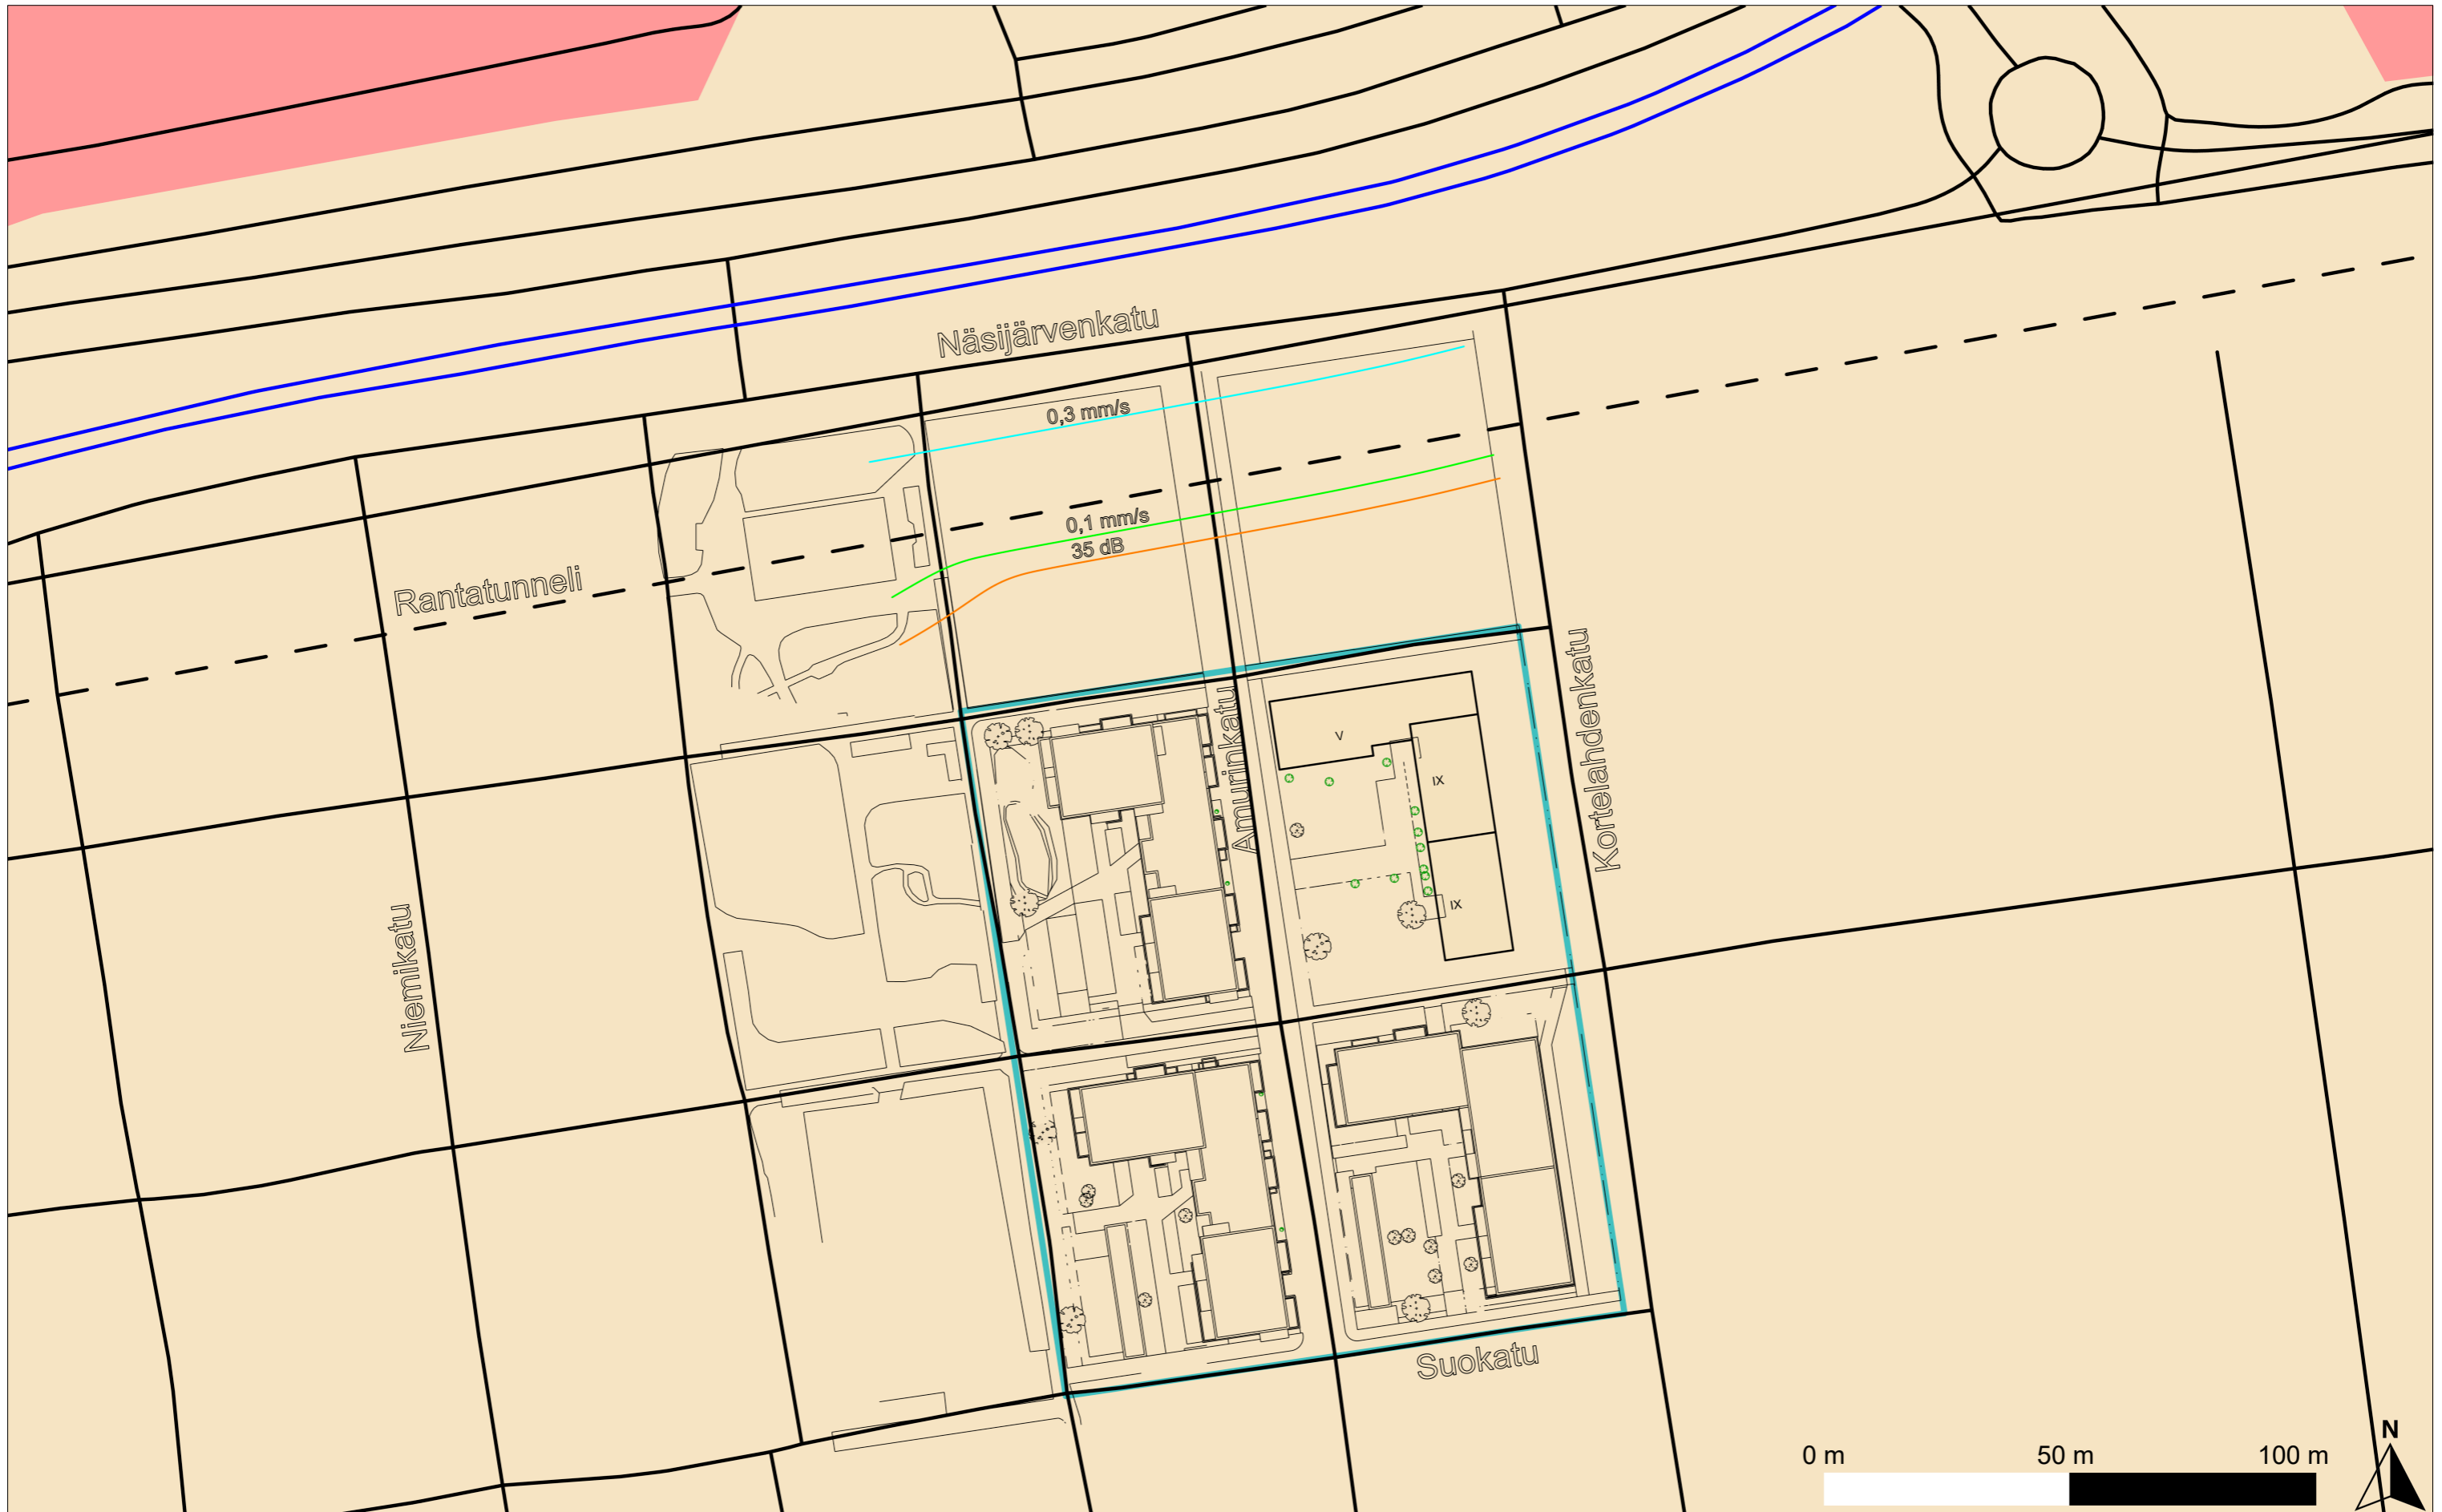 Näsijärvenkatu
0,3 mm/s
0,1 mm/s
35 dB
Rantatunneli
Kortelahdenkatu
Amurinkatu
V
IX
IX
Niemikatu
Suokatu
N
0 m 50 m 100 m